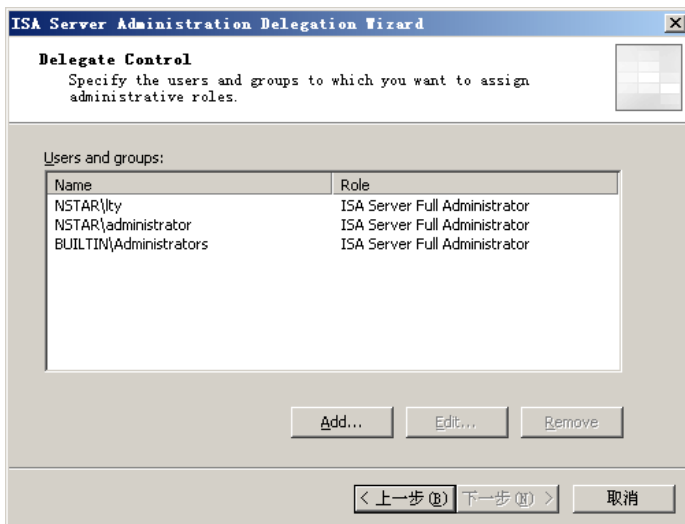 ISA Server Administration Delegation Wizard
Delegate Control
Specify the users and groups to which you want to assign
administrative roles.
Users and groups:
Name Role
NSTAR\lty ISA Server Full Administrator
NSTAR\administrator ISA Server Full Administrator
BUILTIN\Administrators ISA Server Full Administrator
Add... Edit... Remove
< 上一步(B) 下一步(N) > 取消